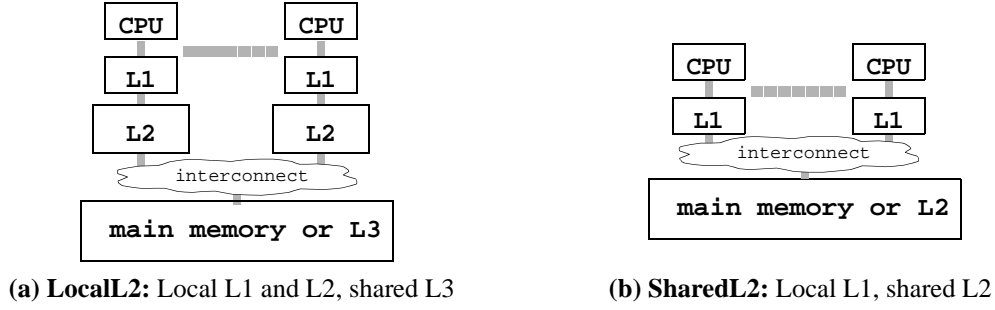 CPU CPU
L1 L1
L2 L2
interconnect
main memory or L3
(a) LocalL2: Local L1 and L2, shared L3
CPU CPU
L1 L1
interconnect
main memory or L2
(b) SharedL2: Local L1, shared L2